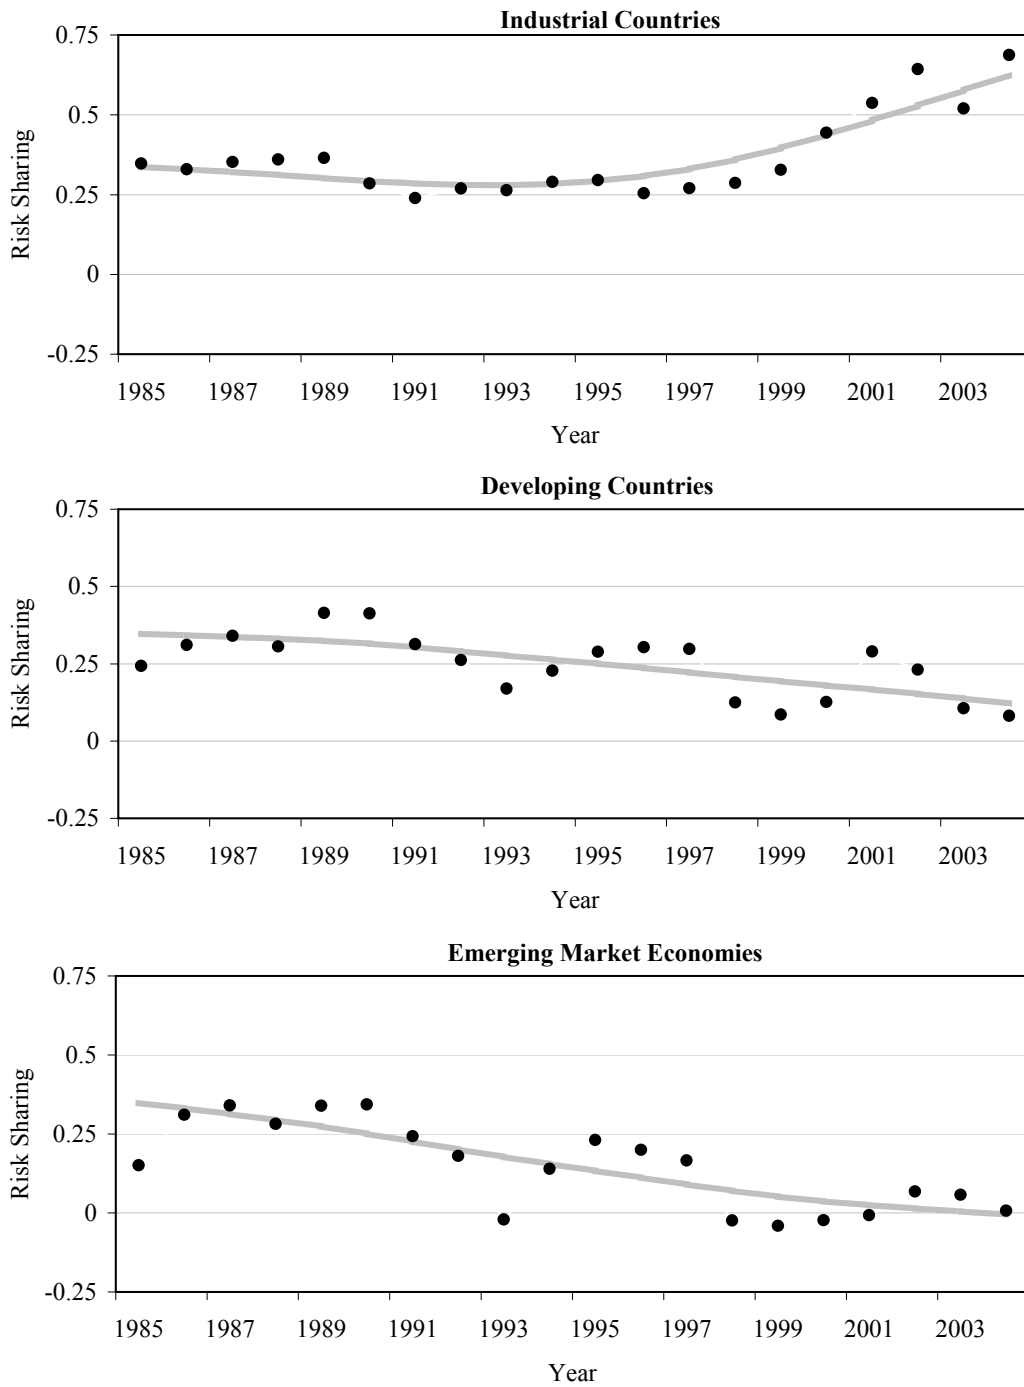 Industrial Countries
0.75
0.5
0.25
0
-0.25
Risk Sharing
1985 1987 1989 1991 1993 1995 1997 1999 2001 2003
Year
Developing Countries
0.75
0.5
0.25
0
-0.25
Risk Sharing
1985 1987 1989 1991 1993 1995 1997 1999 2001 2003
Year
Emerging Market Economies
0.75
0.5
0.25
0
-0.25
Risk Sharing
1985 1987 1989 1991 1993 1995 1997 1999 2001 2003
Year